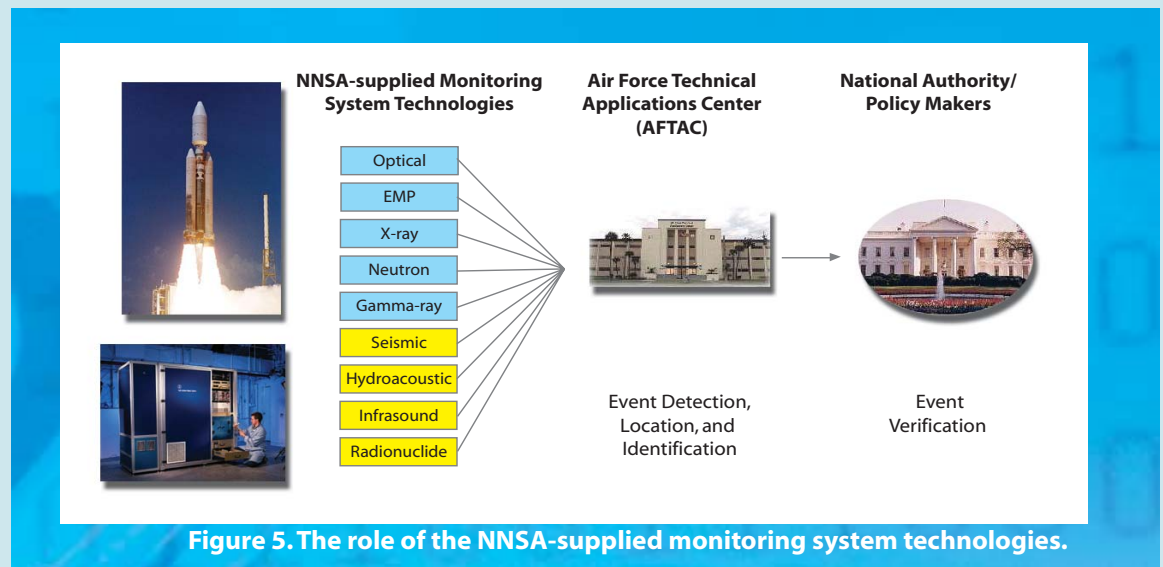 NNSA-supplied Monitoring
System Technologies
Air Force Technical
Applications Center
(AFTAC)
National Authority/
Policy Makers
Optical
EMP
X-ray
Neutron
Gamma-ray
Seismic
Hydroacoustic
Infrasound
Radionuclide
Event Detection,
Location, and
Identification
Event
Verification
Figure 5. The role of the NNSA-supplied monitoring system technologies.